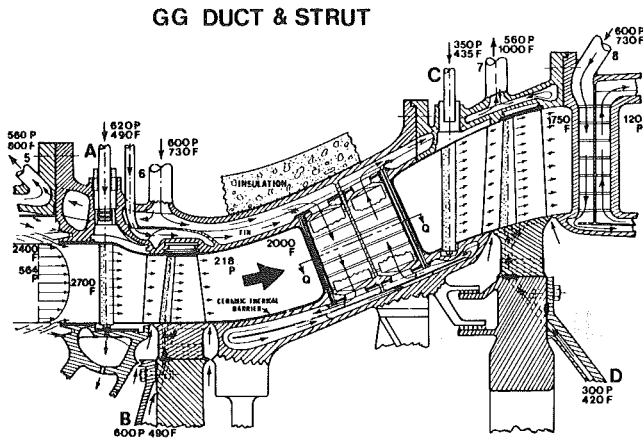 GG DUCT & STRUT
600 P
730 F
8
350 P
435 F
C
560 P
1000 F
7
620 P
490 F
A
600 P
730 F
6
560 P
800 F
5
INSULATION
FIN
1750
F
120
P
2400
F
564
P
2700
F
218
P
2000
F
Q
Q
CERAMIC THERMAL
BARRIER
B
600 P 490 F
D
300 P
420 F